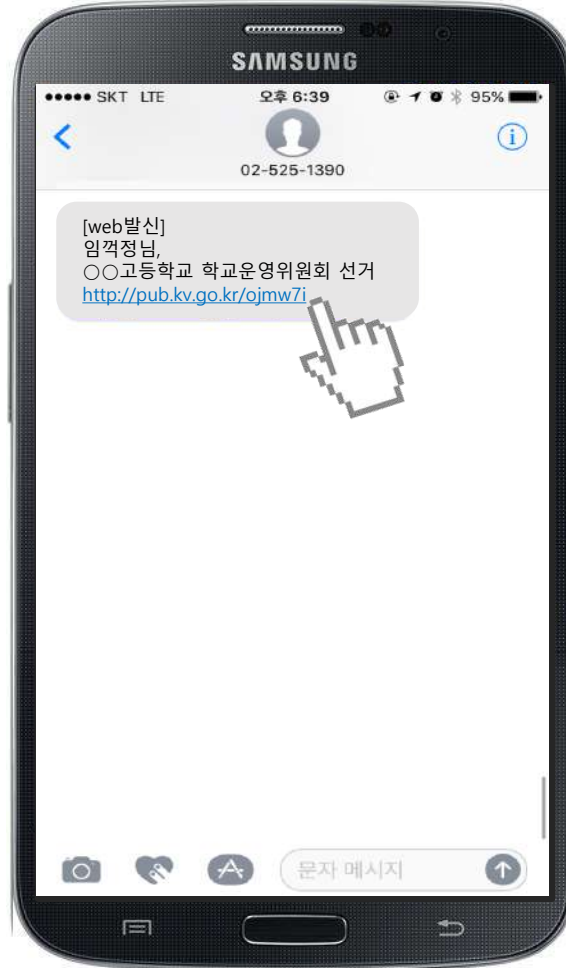 SAMSUNG
SKT LTE 오후 6:39 95%
02-525-1390
[web발신]
임꺽정님,
○○고등학교 학교운영위원회 선거
http://pub.kv.go.kr/ojmw7i
문자 메시지